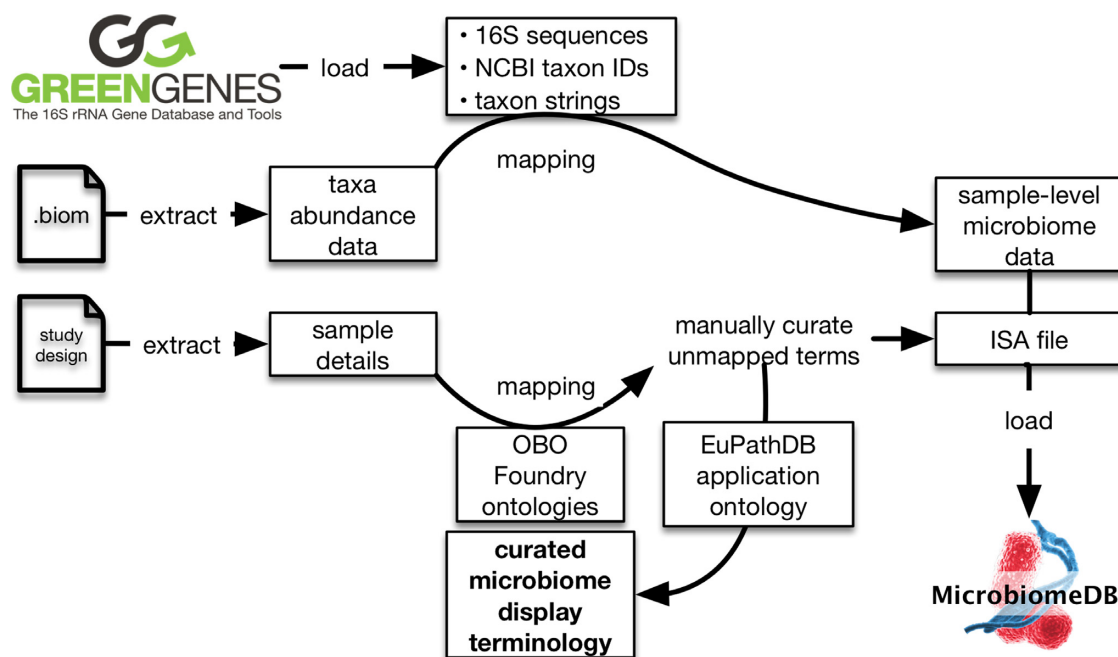 GG
GREENGENES
The 16S rRNA Gene Database and Tools
load
• 16S sequences
• NCBI taxon IDs
• taxon strings
mapping
.biom
extract
taxa
abundance
data
sample-level
microbiome
data
study
design
extract
sample
details
mapping
manually curate
unmapped terms
ISA file
OBO
Foundry
ontologies
EuPathDB
application
ontology
load
curated
microbiome
display
terminology
MicrobiomeDB